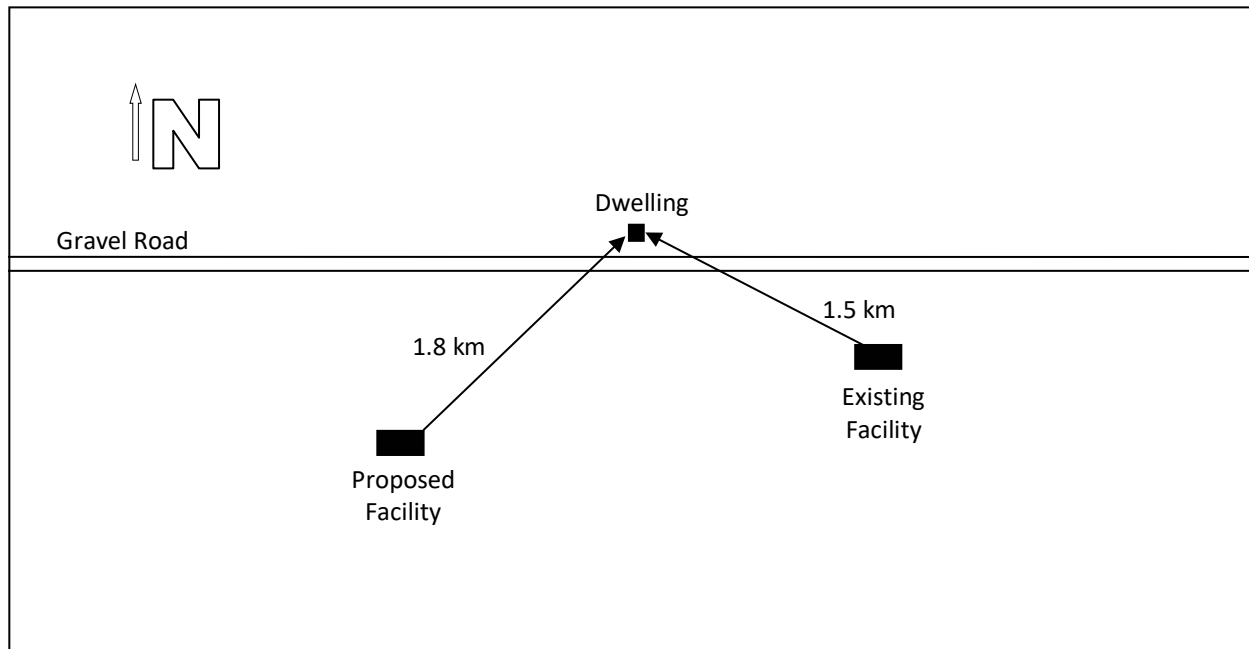 N
Dwelling
Gravel Road
1.5 km
1.8 km
Existing
Facility
Proposed
Facility